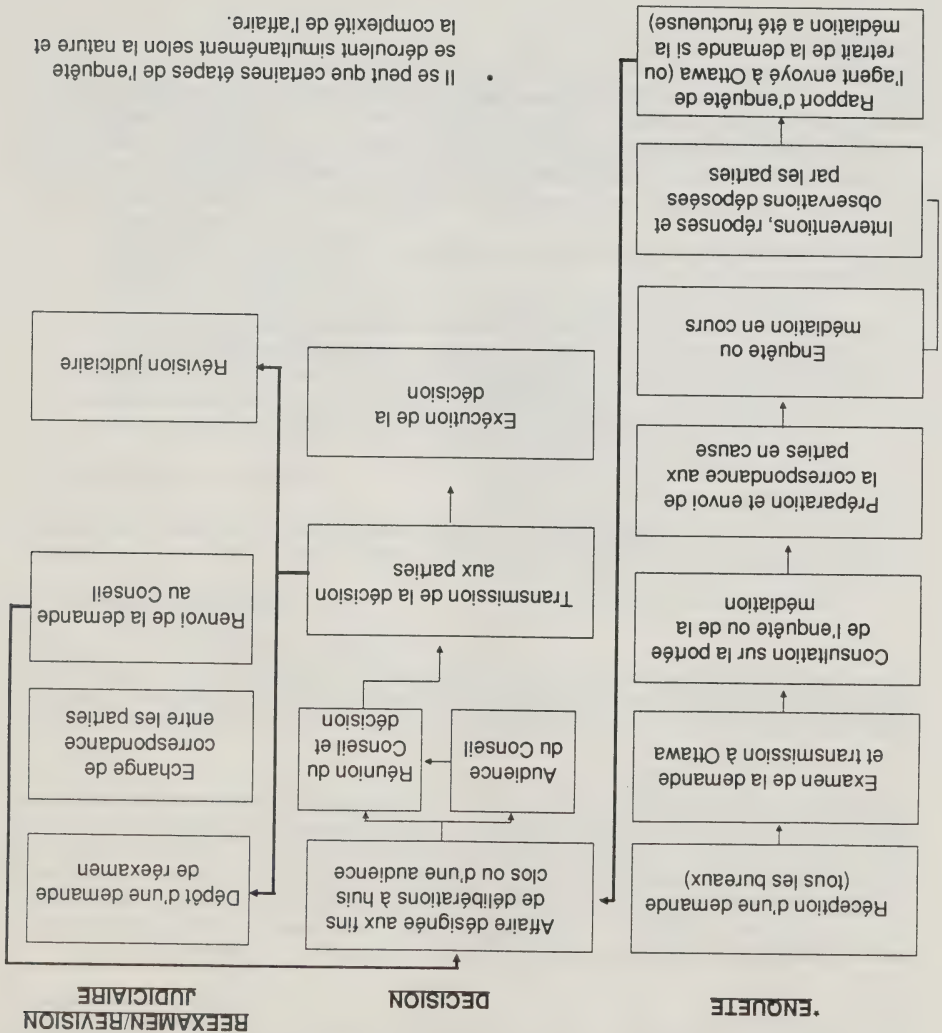 *ENQUETE
Réception d'une demande
(tous les bureaux)
Examen de la demande
et transmission à Ottawa
Consultation sur la portée
de l'enquête ou de la
médiation
Préparation et envoi de
la correspondance aux
parties en cause
Enquête ou
médiation en cours
Interventions, réponses et
observations déposées
par les parties
Rapport d'enquête de
l'agent envoyé à Ottawa (ou
retrait de la demande si la
médiation a été fructueuse)
DECISION
Affaire désignée aux fins
de délibérations à huis
clos ou d'une audience
Audience
du Conseil
Réunion du
Conseil et
décision
Transmission de la décision
aux parties
Exécution de la
décision
REEXAMEN/REVISION
JUDICIAIRE
Dépôt d'une demande
de réexamen
Echange de
correspondance
entre les parties
Renvoi de la demande
au Conseil
Révision judiciaire
• Il se peut que certaines étapes de l'enquête
se déroulent simultanément selon la nature et
la complexité de l'affaire.